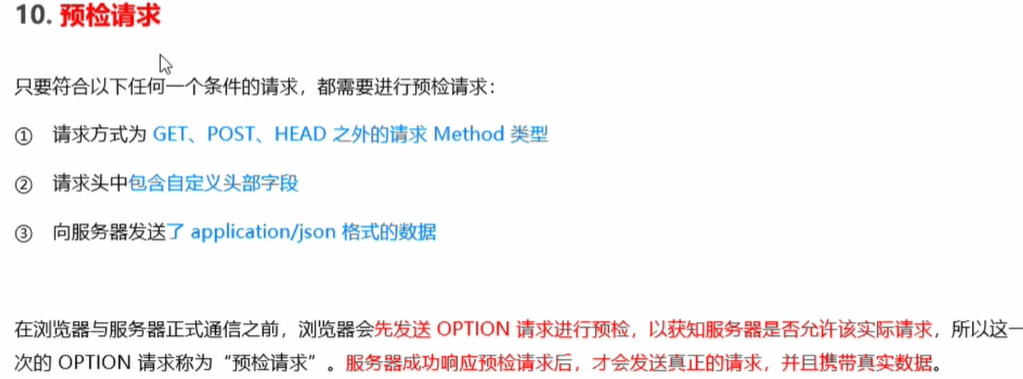 10. 预检请求
只要符合以下任何一个条件的请求，都需要进行预检请求：
① 请求方式为 GET、POST、HEAD 之外的请求 Method 类型
② 请求头中包含自定义头部字段
③ 向服务器发送了 application/json 格式的数据
在浏览器与服务器正式通信之前，浏览器会先发送 OPTION 请求进行预检，以获知服务器是否允许该实际请求，所以这一
次的 OPTION 请求称为“预检请求”。服务器成功响应预检请求后，才会发送真正的请求，并且携带真实数据。